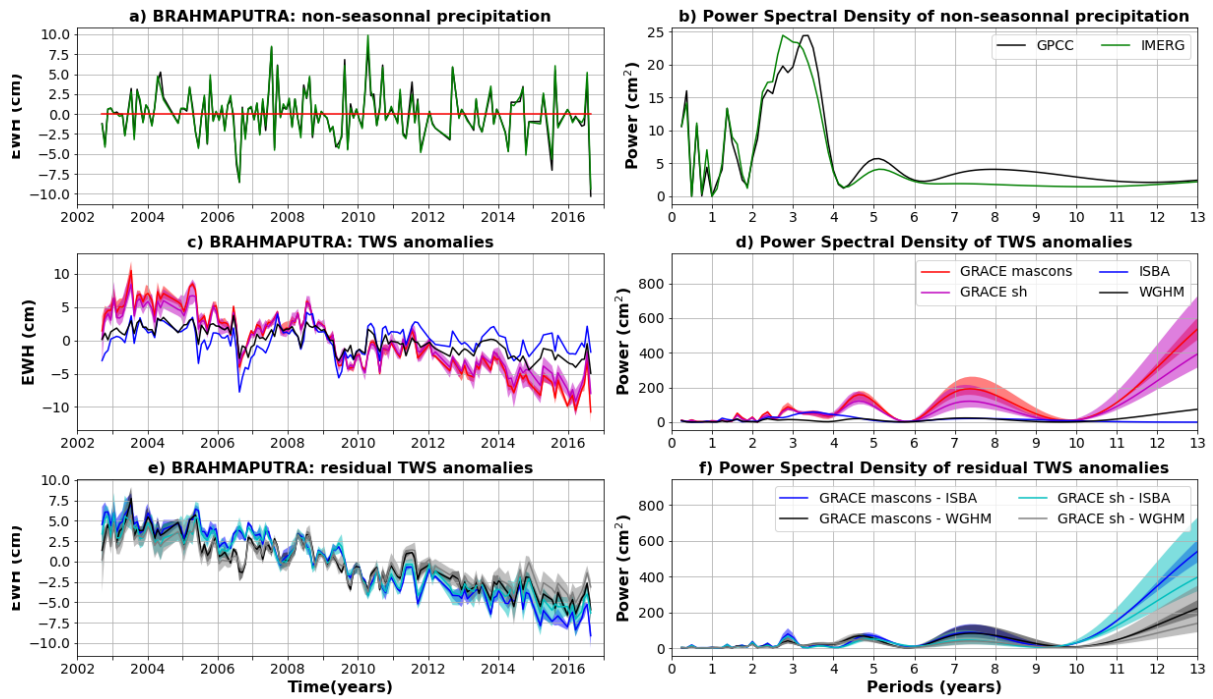 a) BRAHMAPUTRA: non-seasonnal precipitation
10.0
7.5
5.0
2.5
0.0
−2.5
−5.0
−7.5
−10.0
EWH (cm)
2002 2004 2006 2008 2010 2012 2014 2016
b) Power Spectral Density of non-seasonnal precipitation
GPCC IMERG
25
20
15
10
5
0
Power (cm²)
0 1 2 3 4 5 6 7 8 9 10 11 12 13
c) BRAHMAPUTRA: TWS anomalies
10
5
0
−5
−10
EWH (cm)
2002 2004 2006 2008 2010 2012 2014 2016
d) Power Spectral Density of TWS anomalies
GRACE mascons ISBA
GRACE sh WGHM
800
600
400
200
0
Power (cm²)
0 1 2 3 4 5 6 7 8 9 10 11 12 13
e) BRAHMAPUTRA: residual TWS anomalies
10.0
7.5
5.0
2.5
0.0
−2.5
−5.0
−7.5
−10.0
EWH (cm)
2002 2004 2006 2008 2010 2012 2014 2016
Time(years)
f) Power Spectral Density of residual TWS anomalies
GRACE mascons - ISBA GRACE sh - ISBA
GRACE mascons - WGHM GRACE sh - WGHM
800
600
400
200
0
Power (cm²)
0 1 2 3 4 5 6 7 8 9 10 11 12 13
Periods (years)